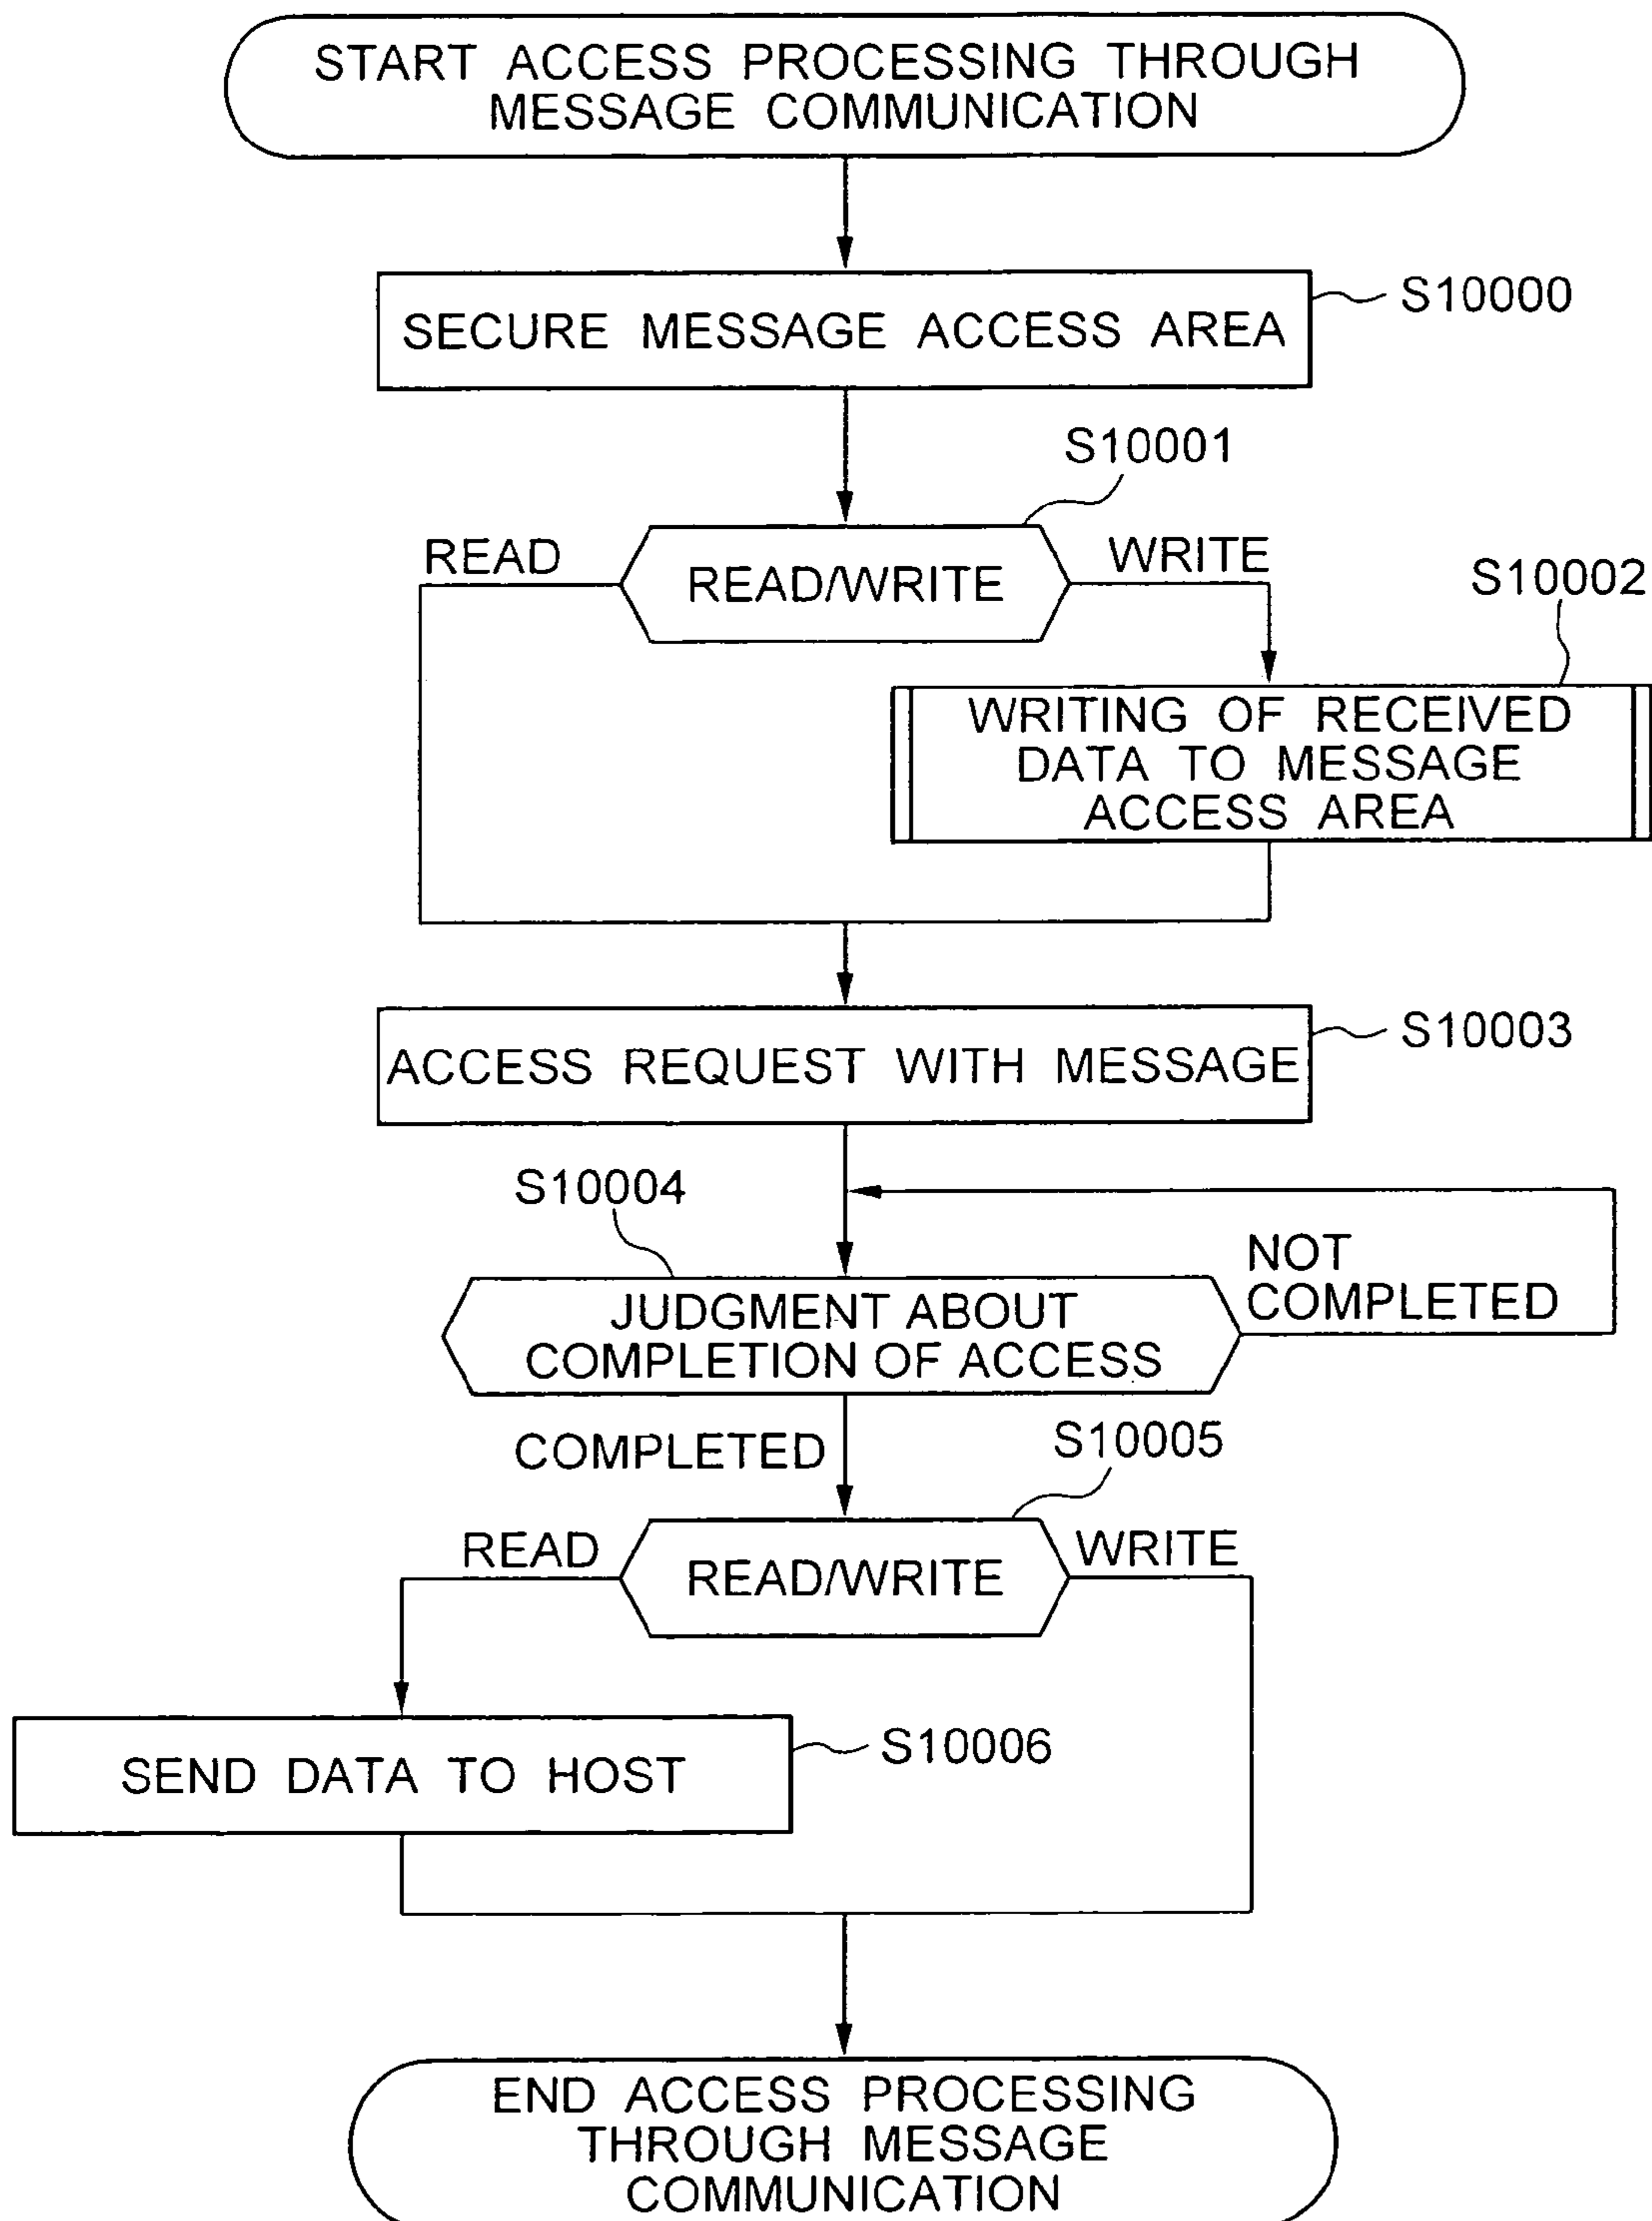 START ACCESS PROCESSING THROUGH
MESSAGE COMMUNICATION
SECURE MESSAGE ACCESS AREA
S10000
S10001
READ
READ/WRITE
WRITE
S10002
WRITING OF RECEIVED
DATA TO MESSAGE
ACCESS AREA
ACCESS REQUEST WITH MESSAGE
S10003
S10004
NOT
COMPLETED
JUDGMENT ABOUT
COMPLETION OF ACCESS
COMPLETED
S10005
READ
READ/WRITE
WRITE
SEND DATA TO HOST
S10006
END ACCESS PROCESSING
THROUGH MESSAGE
COMMUNICATION